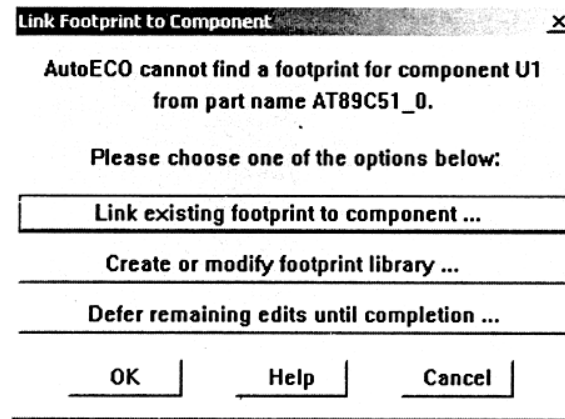 Link Footprint to Component
AutoECO cannot find a footprint for component U1
from part name AT89C51_0.
Please choose one of the options below:
Link existing footprint to component ...
Create or modify footprint library ...
Defer remaining edits until completion ...
OK Help Cancel